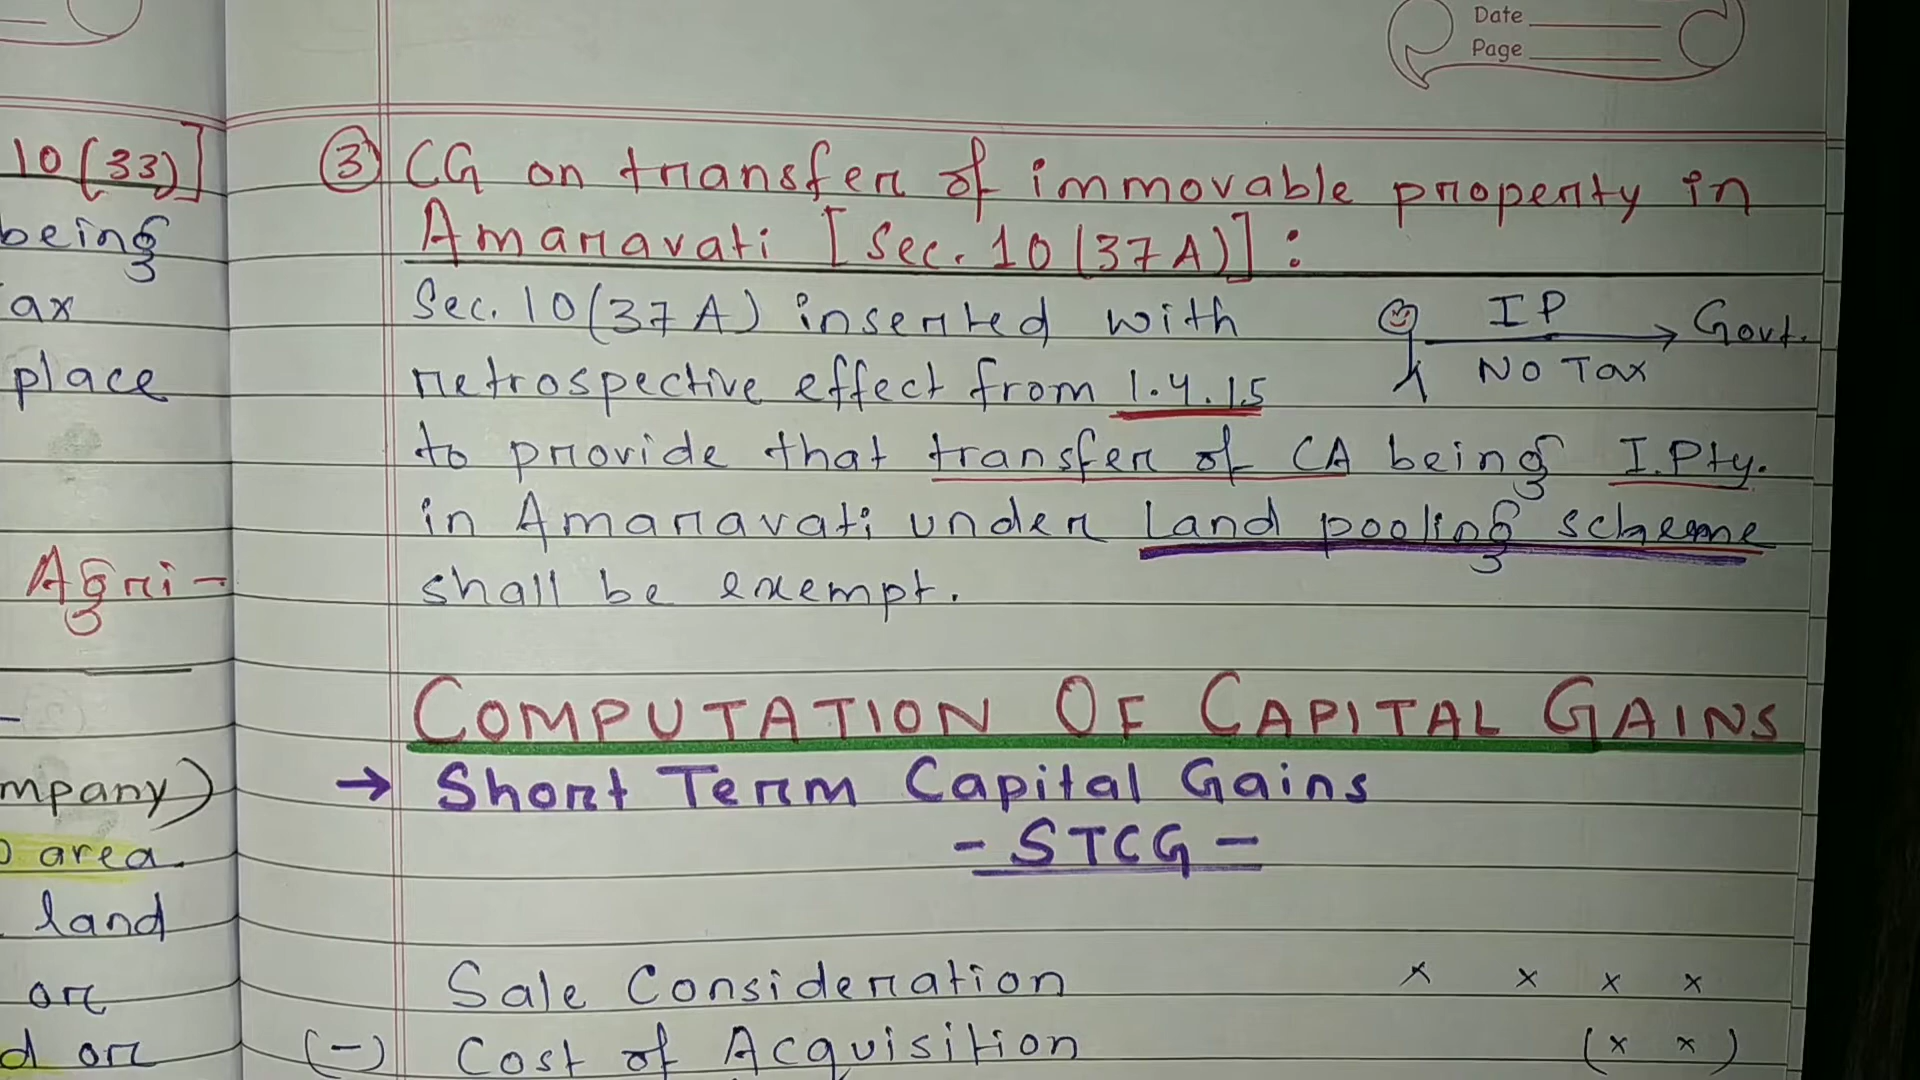 Date
Page
10(33)]
being
ax
place
Agri-
mpany)
area
land
or
d or
③ CG on transfer of immovable property in
Amaravati [Sec. 10(37A)]:
Sec. 10(37A) inserted with
retrospective effect from 1.4.15
IP
Govt.
NO Tax
to provide that transfer of CA being I.Pty.
in Amaravati under land pooling scheme
shall be exempt.
COMPUTATION OF CAPITAL GAINS
→ Short Term Capital Gains
- STCG -
Sale Consideration x x x x
(-) Cost of Acquisition (x x)